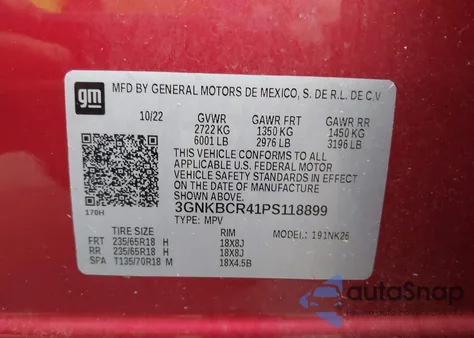 gm
MFD BY GENERAL MOTORS DE MEXICO, S. DE R.L. DE C.V
10/22 GVWR GAWR FRT GAWR RR
2722 KG 1350 KG 1450 KG
6001 LB 2976 LB 3196 LB
THIS VEHICLE CONFORMS TO ALL
APPLICABLE U.S. FEDERAL MOTOR
VEHICLE SAFETY STANDARDS IN EFFECT
ON THE DATE OF MANUFACTURE SHOWN ABOVE.
170H
3GNKBCR41PS118899
TYPE: MPV MODEL: 191NK26
TIRE SIZE RIM
FRT 235/65R18 H 18X8J
RR 235/65R18 H 18X8J
SPA T135/70R18 M 18X4.5B
autoSnap